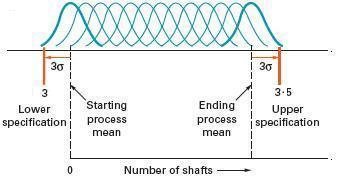 3σ 3σ
3 3·5
Lower Starting Ending Upper
specification process process specification
mean mean
0 Number of shafts